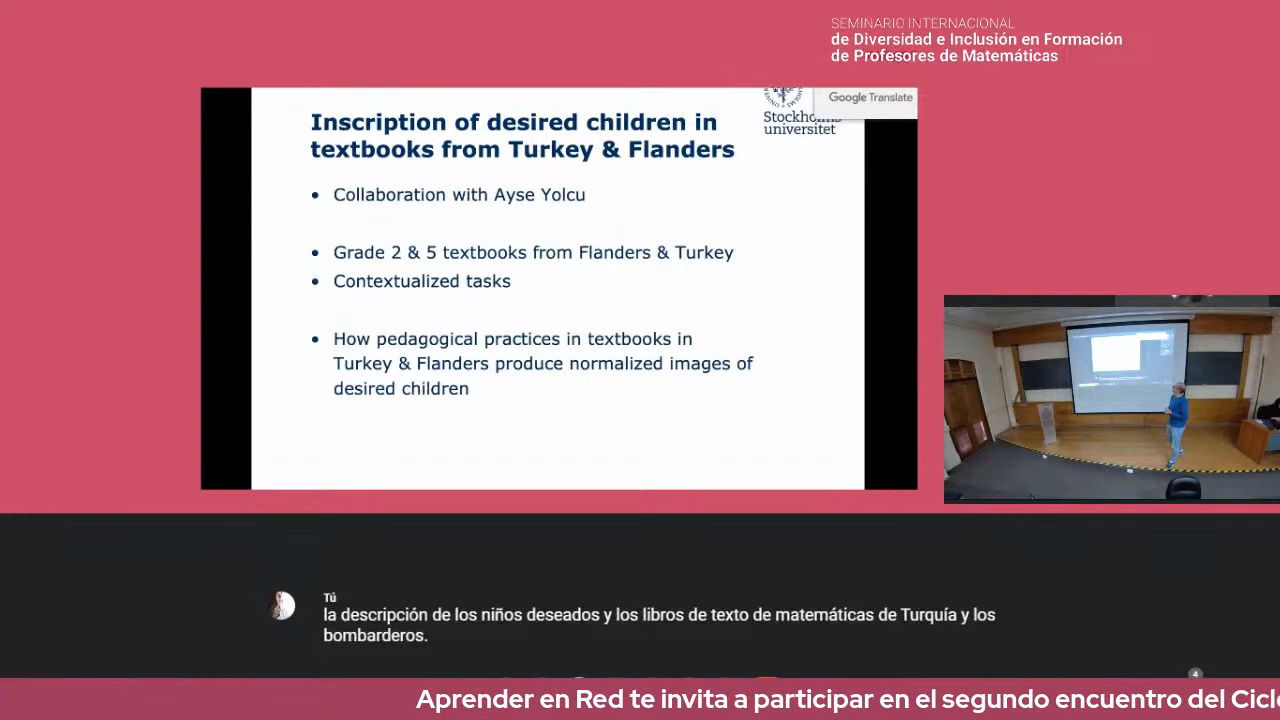 SEMINARIO INTERNACIONAL
de Diversidad e Inclusión en Formación
de Profesores de Matemáticas
Google Translate
Stockholms
universitet
Inscription of desired children in
textbooks from Turkey & Flanders
• Collaboration with Ayse Yolcu
• Grade 2 & 5 textbooks from Flanders & Turkey
• Contextualized tasks
• How pedagogical practices in textbooks in
Turkey & Flanders produce normalized images of
desired children
Tú
la descripción de los niños deseados y los libros de texto de matemáticas de Turquía y los
bombarderos.
4
Aprender en Red te invita a participar en el segundo encuentro del Ciclo